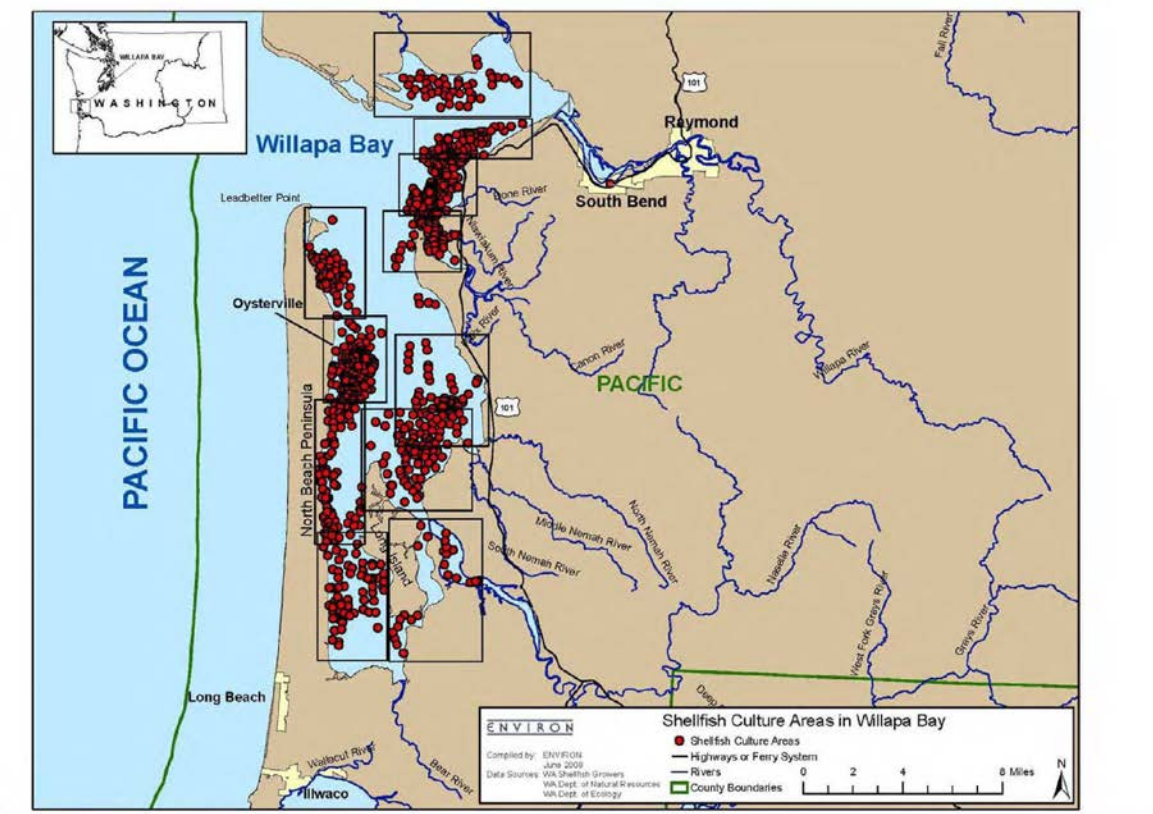 WILLAPA BAY
WASHINGTON
Fall River
101
Raymond
Willapa Bay
South Bend
Leadbetter Point
Bone River
Niawiakum River
PACIFIC OCEAN
Oysterville
River
Canon River
Willapa River
PACIFIC
101
North Beach Peninsula
Long Island
Middle Nemah River
North Nemah River
South Nemah River
Naselle River
West Fork Grays River
Grays River
Long Beach
Deep
Wallacut River
Bear River
Illwaco
ENVIRON
Compiled by: ENVIRON
June 2008
Data Sources: WA Shellfish Growers
WA Dept. of Natural Resources
WA Dept. of Ecology
Shellfish Culture Areas in Willapa Bay
Shellfish Culture Areas
Highways or Ferry System
Rivers
County Boundaries
0 2 4 8 Miles
N